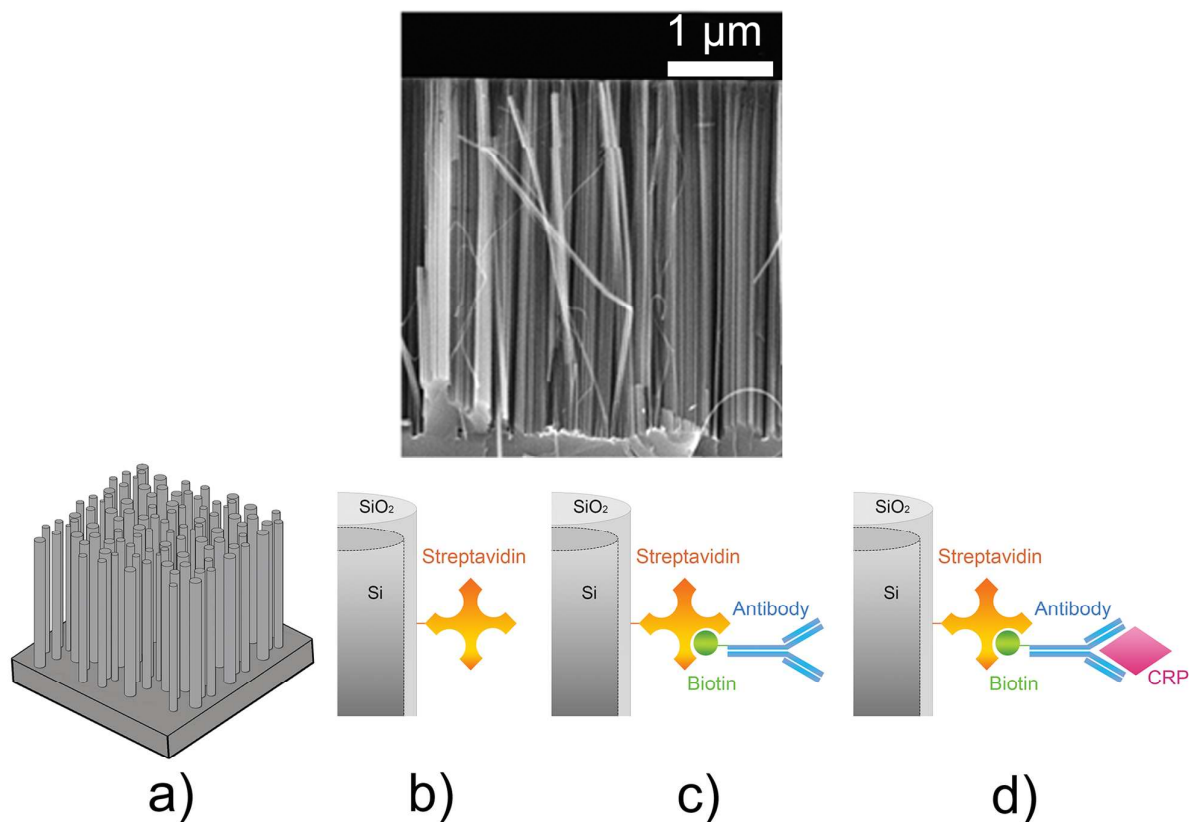 1 μm
SiO₂
Si
Streptavidin
SiO₂
Si
Streptavidin
Antibody
Biotin
SiO₂
Si
Streptavidin
Antibody
Biotin
CRP
a)
b)
c)
d)